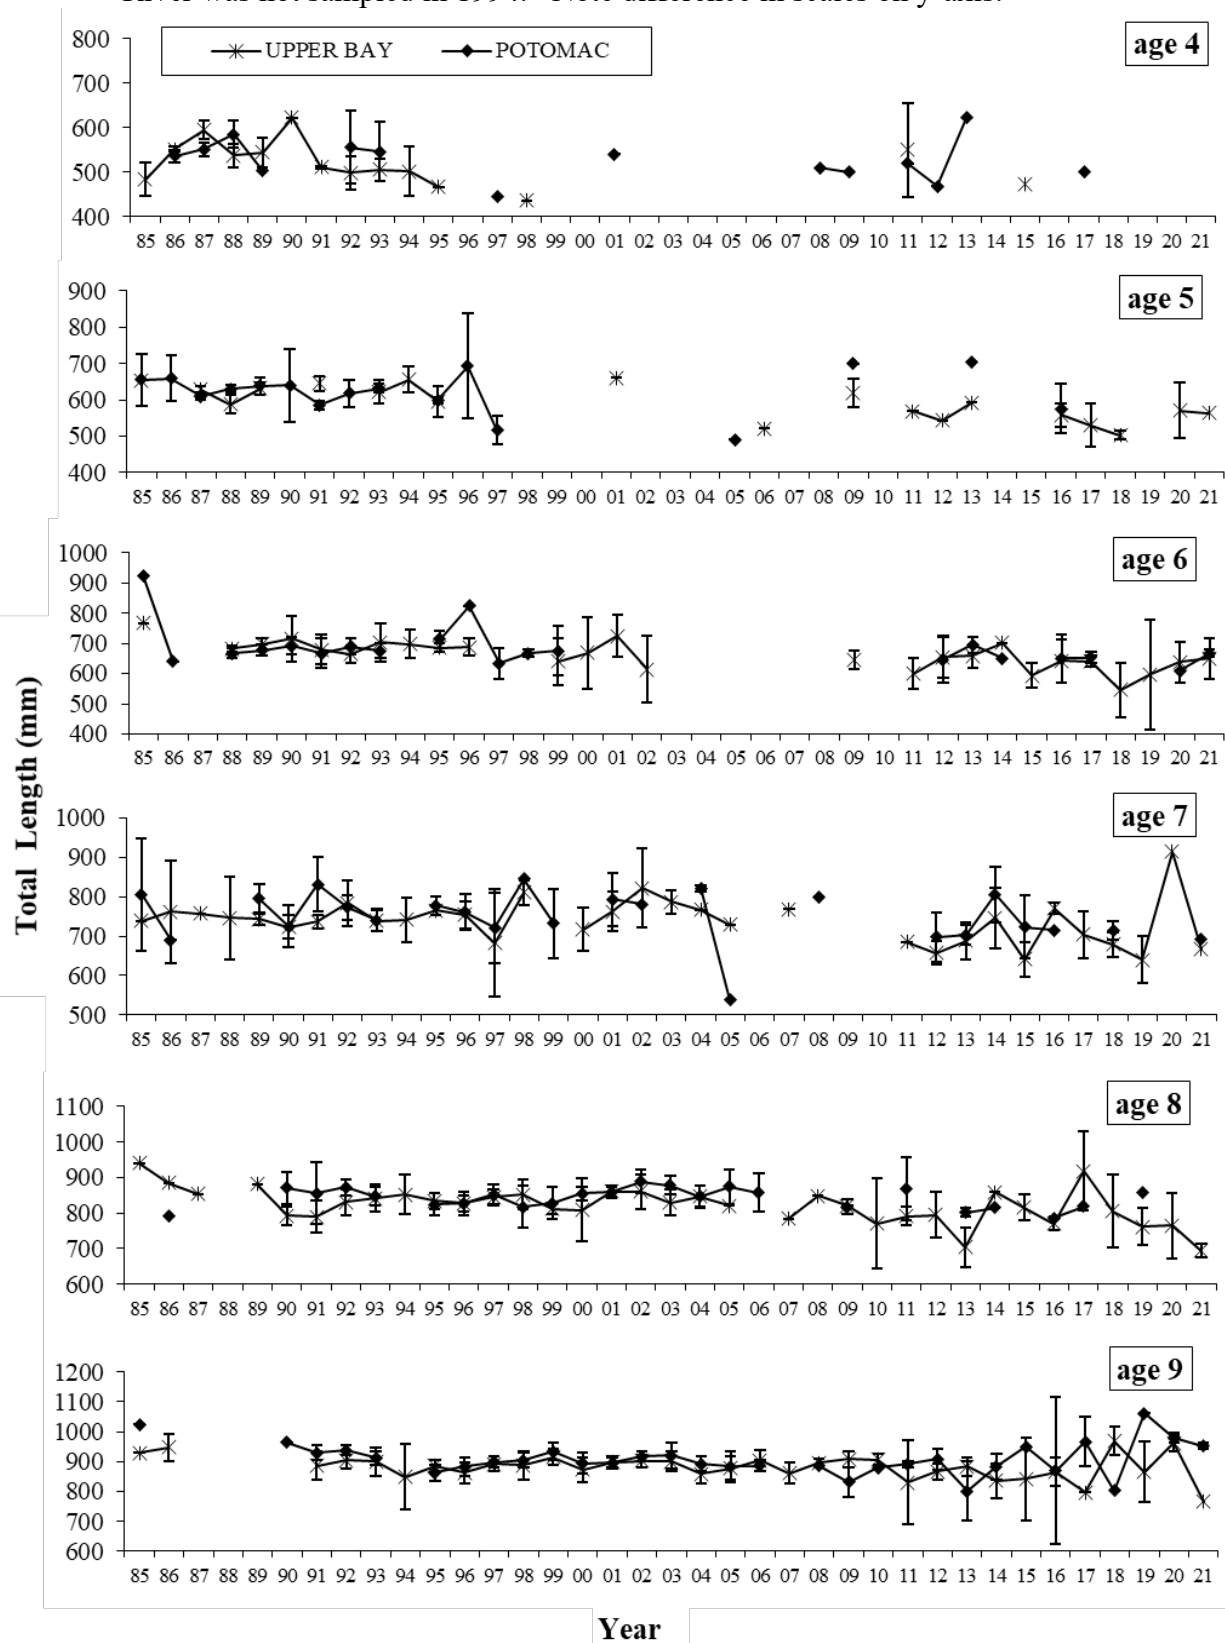 River was not sampled in 1994. Note difference in scales on y-axis.
UPPER BAY POTOMAC
age 4
800
700
600
500
400
85 86 87 88 89 90 91 92 93 94 95 96 97 98 99 00 01 02 03 04 05 06 07 08 09 10 11 12 13 14 15 16 17 18 19 20 21
age 5
900
800
700
600
500
400
85 86 87 88 89 90 91 92 93 94 95 96 97 98 99 00 01 02 03 04 05 06 07 08 09 10 11 12 13 14 15 16 17 18 19 20 21
age 6
1000
900
800
700
600
500
400
85 86 87 88 89 90 91 92 93 94 95 96 97 98 99 00 01 02 03 04 05 06 07 08 09 10 11 12 13 14 15 16 17 18 19 20 21
Total Length (mm)
age 7
1000
900
800
700
600
500
85 86 87 88 89 90 91 92 93 94 95 96 97 98 99 00 01 02 03 04 05 06 07 08 09 10 11 12 13 14 15 16 17 18 19 20 21
age 8
1100
1000
900
800
700
600
85 86 87 88 89 90 91 92 93 94 95 96 97 98 99 00 01 02 03 04 05 06 07 08 09 10 11 12 13 14 15 16 17 18 19 20 21
age 9
1200
1100
1000
900
800
700
600
85 86 87 88 89 90 91 92 93 94 95 96 97 98 99 00 01 02 03 04 05 06 07 08 09 10 11 12 13 14 15 16 17 18 19 20 21
Year